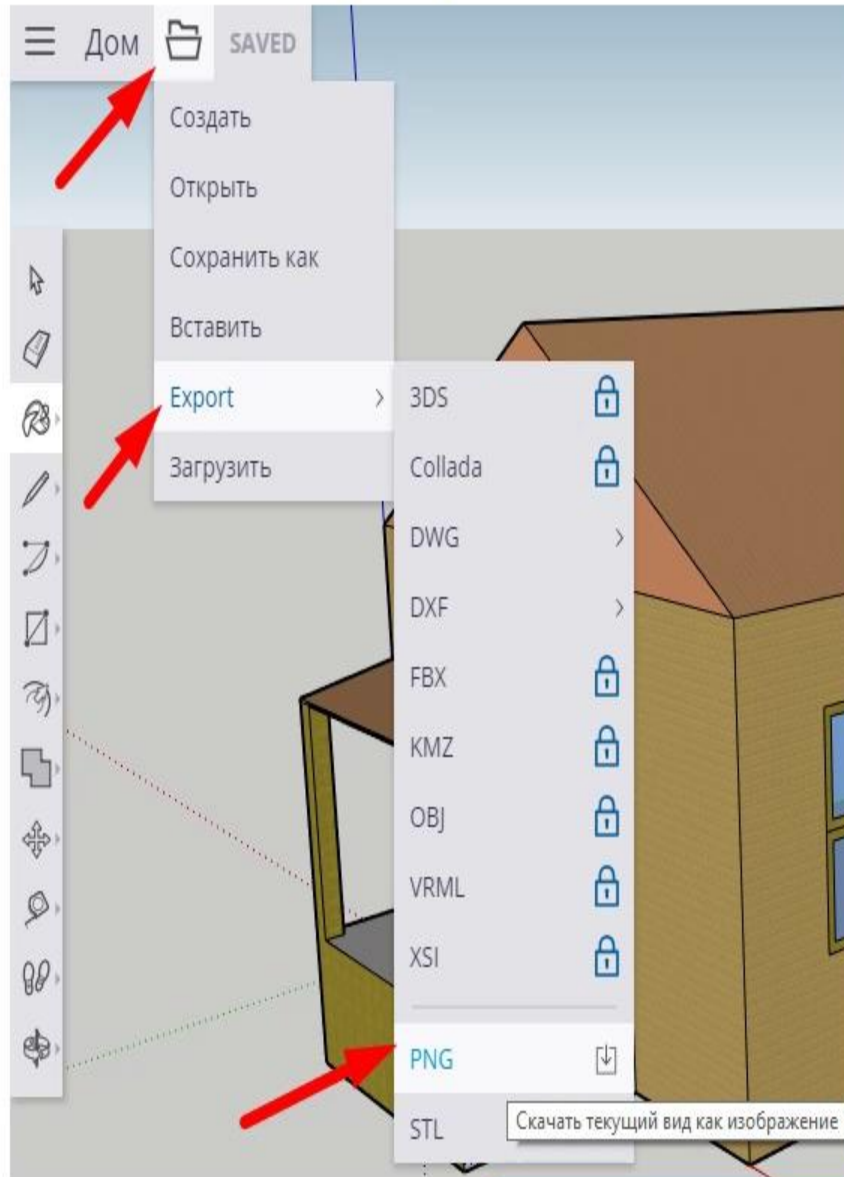 Дом SAVED
Создать
Открыть
Сохранить как
Вставить
Export
Загрузить
3DS
Collada
DWG
DXF
FBX
KMZ
OBJ
VRML
XSI
PNG
STL
Скачать текущий вид как изображение